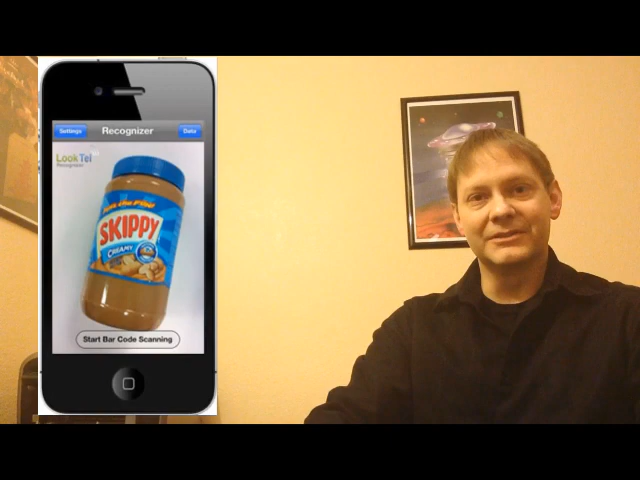 Settings
Recognizer
Data
LookTel
Recognizer
SKIPPY
CREAMY
Start Bar Code Scanning